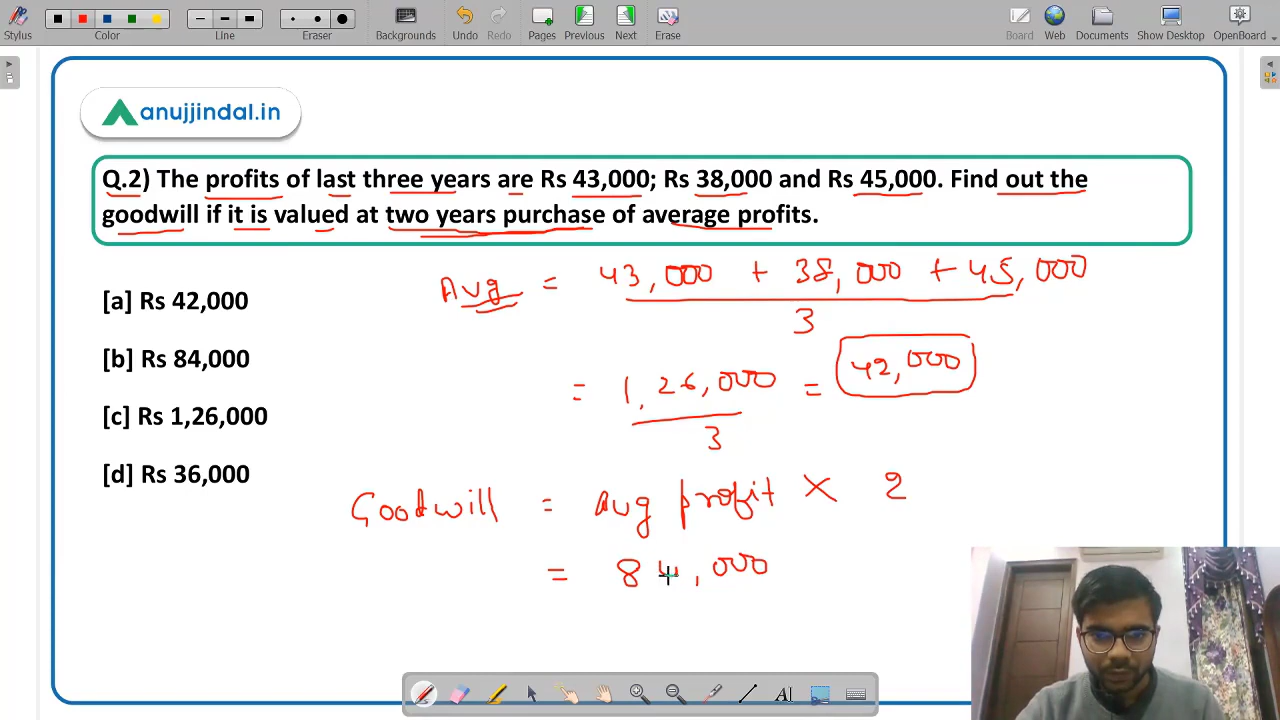 Stylus
Color
Line
Eraser
Backgrounds
Undo
Redo
Pages
Previous
Next
Erase
Board
Web
Documents
Show Desktop
OpenBoard
anujjindal.in
Q.2) The profits of last three years are Rs 43,000; Rs 38,000 and Rs 45,000. Find out the
goodwill if it is valued at two years purchase of average profits.
[a] Rs 42,000
[b] Rs 84,000
[c] Rs 1,26,000
[d] Rs 36,000
Avg = 43,000 + 38,000 + 45,000
3
= 1,26,000 = 42,000
3
Goodwill = Avg profit × 2
= 84,000